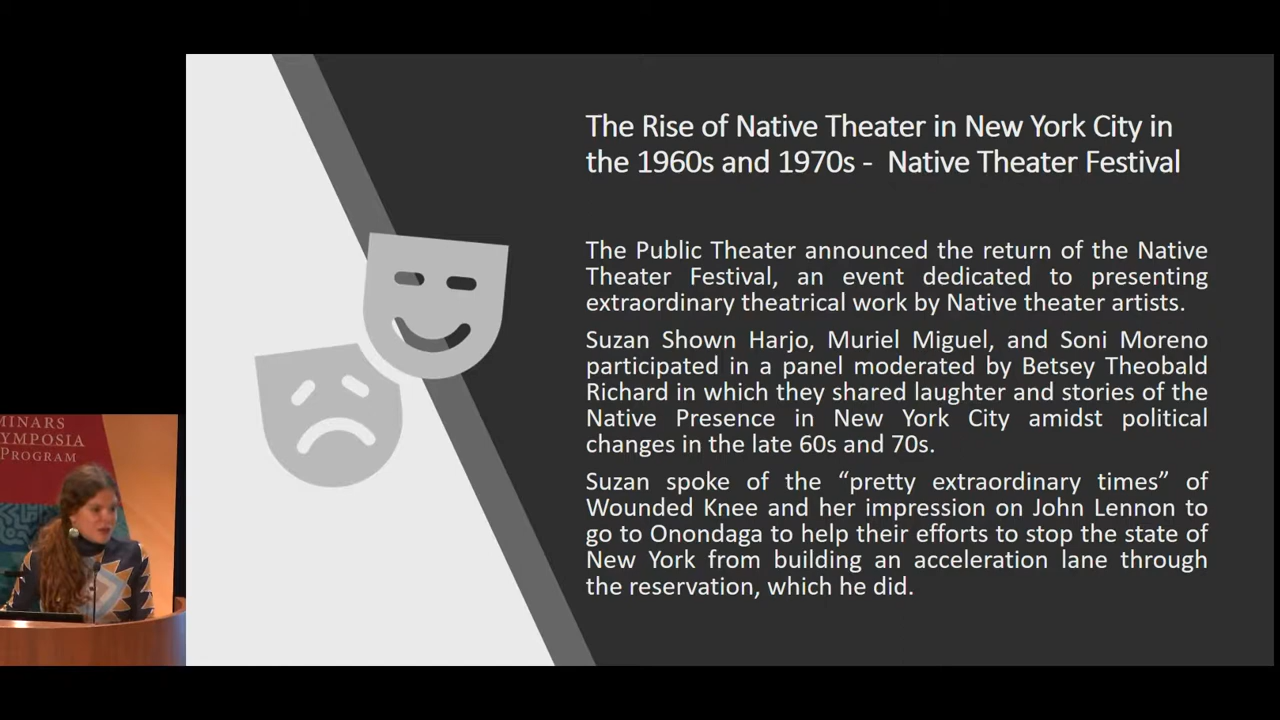 The Rise of Native Theater in New York City in
the 1960s and 1970s - Native Theater Festival
The Public Theater announced the return of the Native
Theater Festival, an event dedicated to presenting
extraordinary theatrical work by Native theater artists.
Suzan Shown Harjo, Muriel Miguel, and Soni Moreno
participated in a panel moderated by Betsey Theobald
Richard in which they shared laughter and stories of the
Native Presence in New York City amidst political
changes in the late 60s and 70s.
Suzan spoke of the “pretty extraordinary times” of
Wounded Knee and her impression on John Lennon to
go to Onondaga to help their efforts to stop the state of
New York from building an acceleration lane through
the reservation, which he did.
MINARS
YMPOSIA
PROGRAM